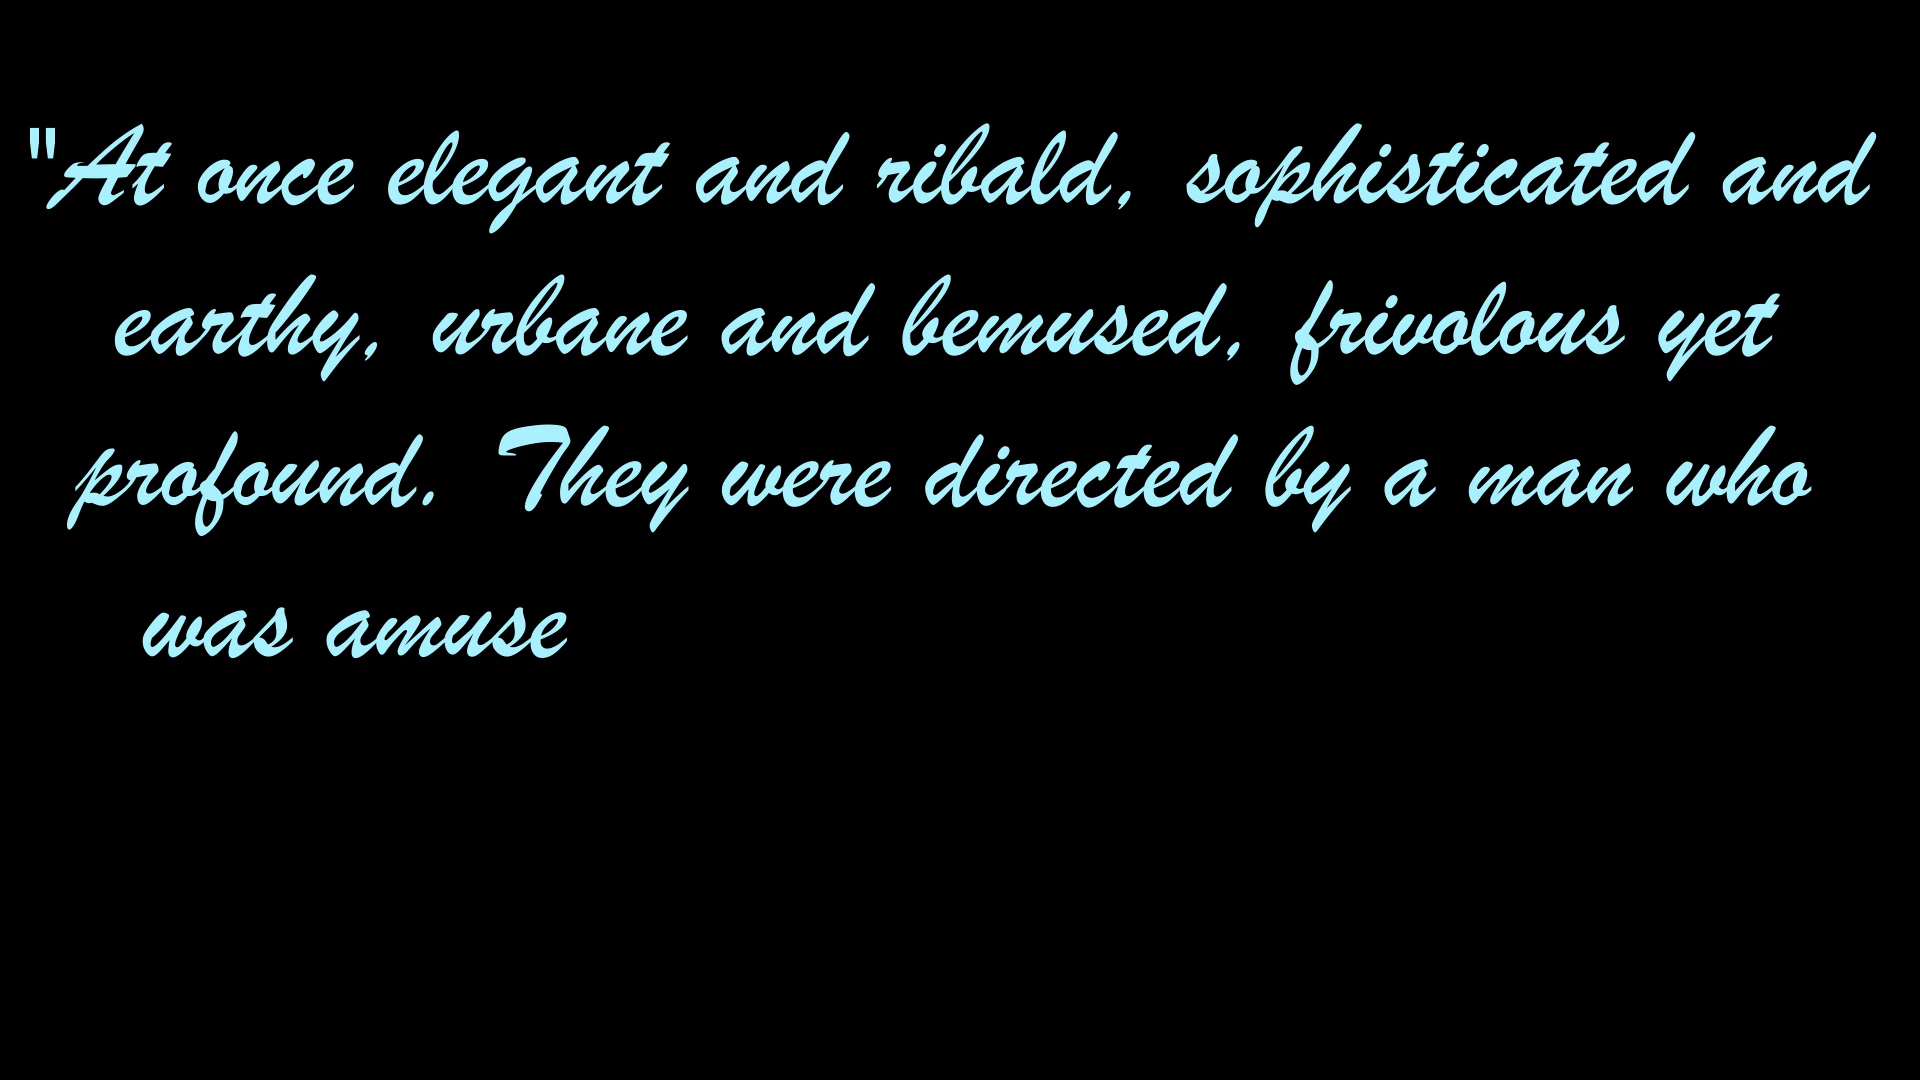 "At once elegant and ribald, sophisticated and
earthy, urbane and bemused, frivolous yet
profound. They were directed by a man who
was amuse